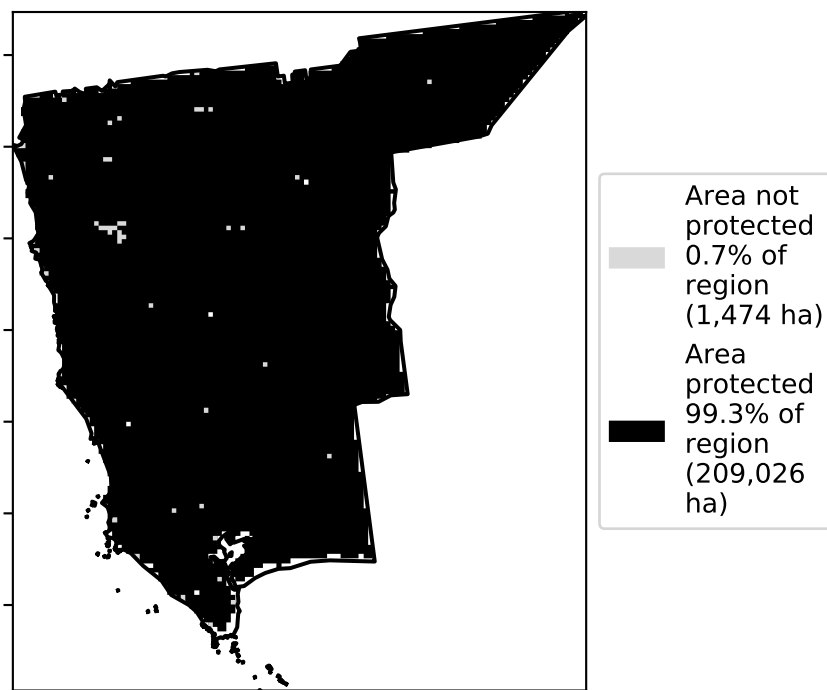 Area not
protected
0.7% of
region
(1,474 ha)
Area
protected
99.3% of
region
(209,026
ha)